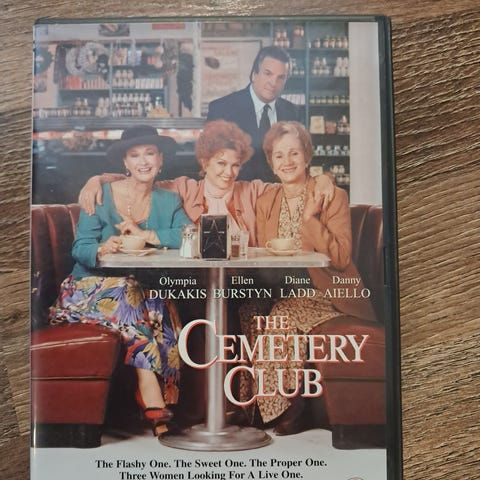 Olympia Ellen Diane Danny
DUKAKIS BURSTYN LADD AIELLO
THE
CEMETERY
CLUB
The Flashy One. The Sweet One. The Proper One.
Three Women Looking For A Live One.